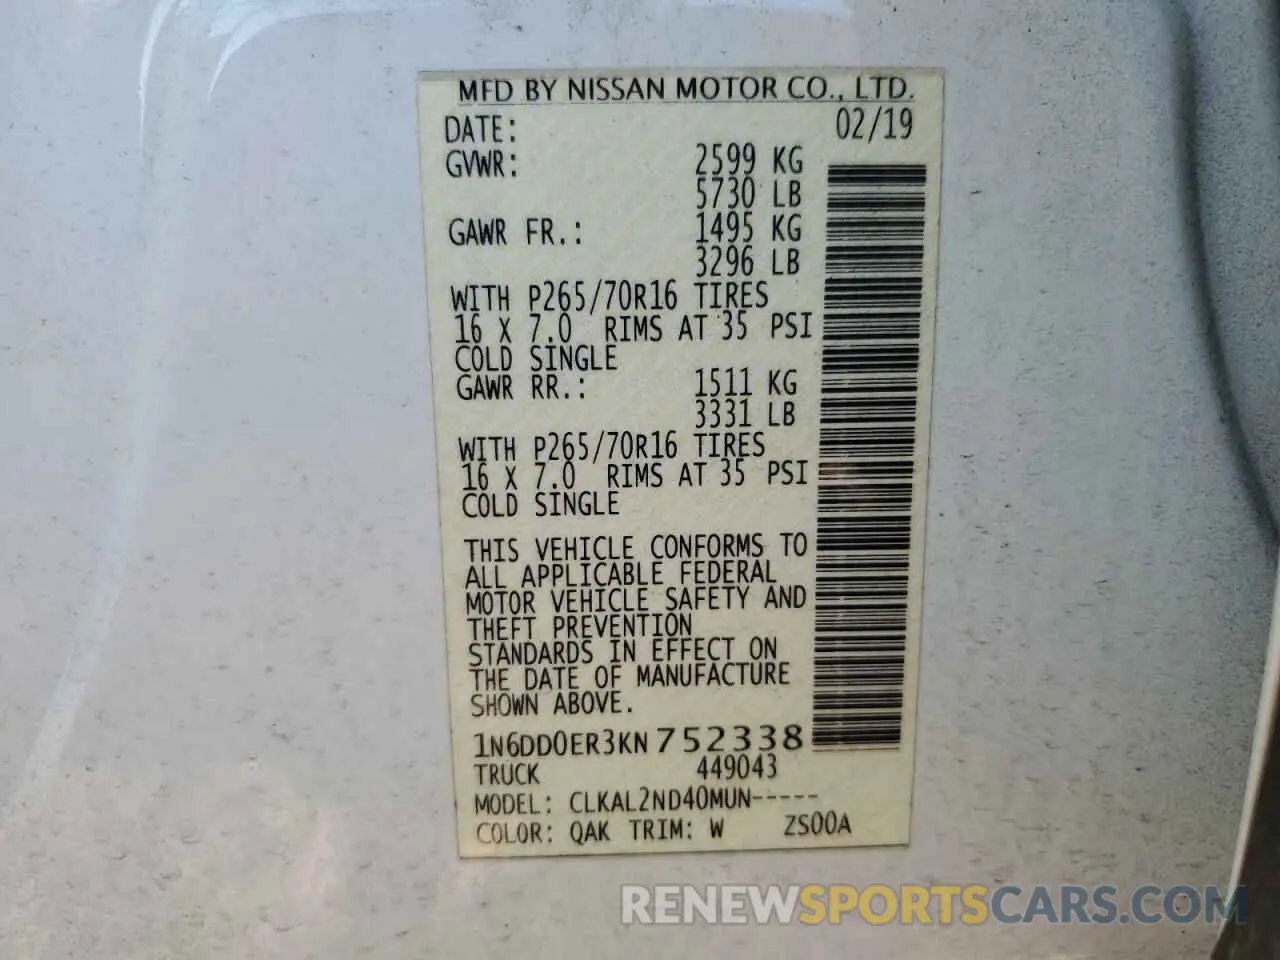 MFD BY NISSAN MOTOR CO., LTD.
DATE: 02/19
GVWR: 2599 KG
5730 LB
GAWR FR.: 1495 KG
3296 LB
WITH P265/70R16 TIRES
16 X 7.0 RIMS AT 35 PSI
COLD SINGLE
GAWR RR.: 1511 KG
3331 LB
WITH P265/70R16 TIRES
16 X 7.0 RIMS AT 35 PSI
COLD SINGLE
THIS VEHICLE CONFORMS TO
ALL APPLICABLE FEDERAL
MOTOR VEHICLE SAFETY AND
THEFT PREVENTION
STANDARDS IN EFFECT ON
THE DATE OF MANUFACTURE
SHOWN ABOVE.
1N6DD0ER3KN752338
TRUCK 449043
MODEL: CLKAL2ND40MUN-----
COLOR: QAK TRIM: W ZS00A
RENEWSPORTSCARS.COM